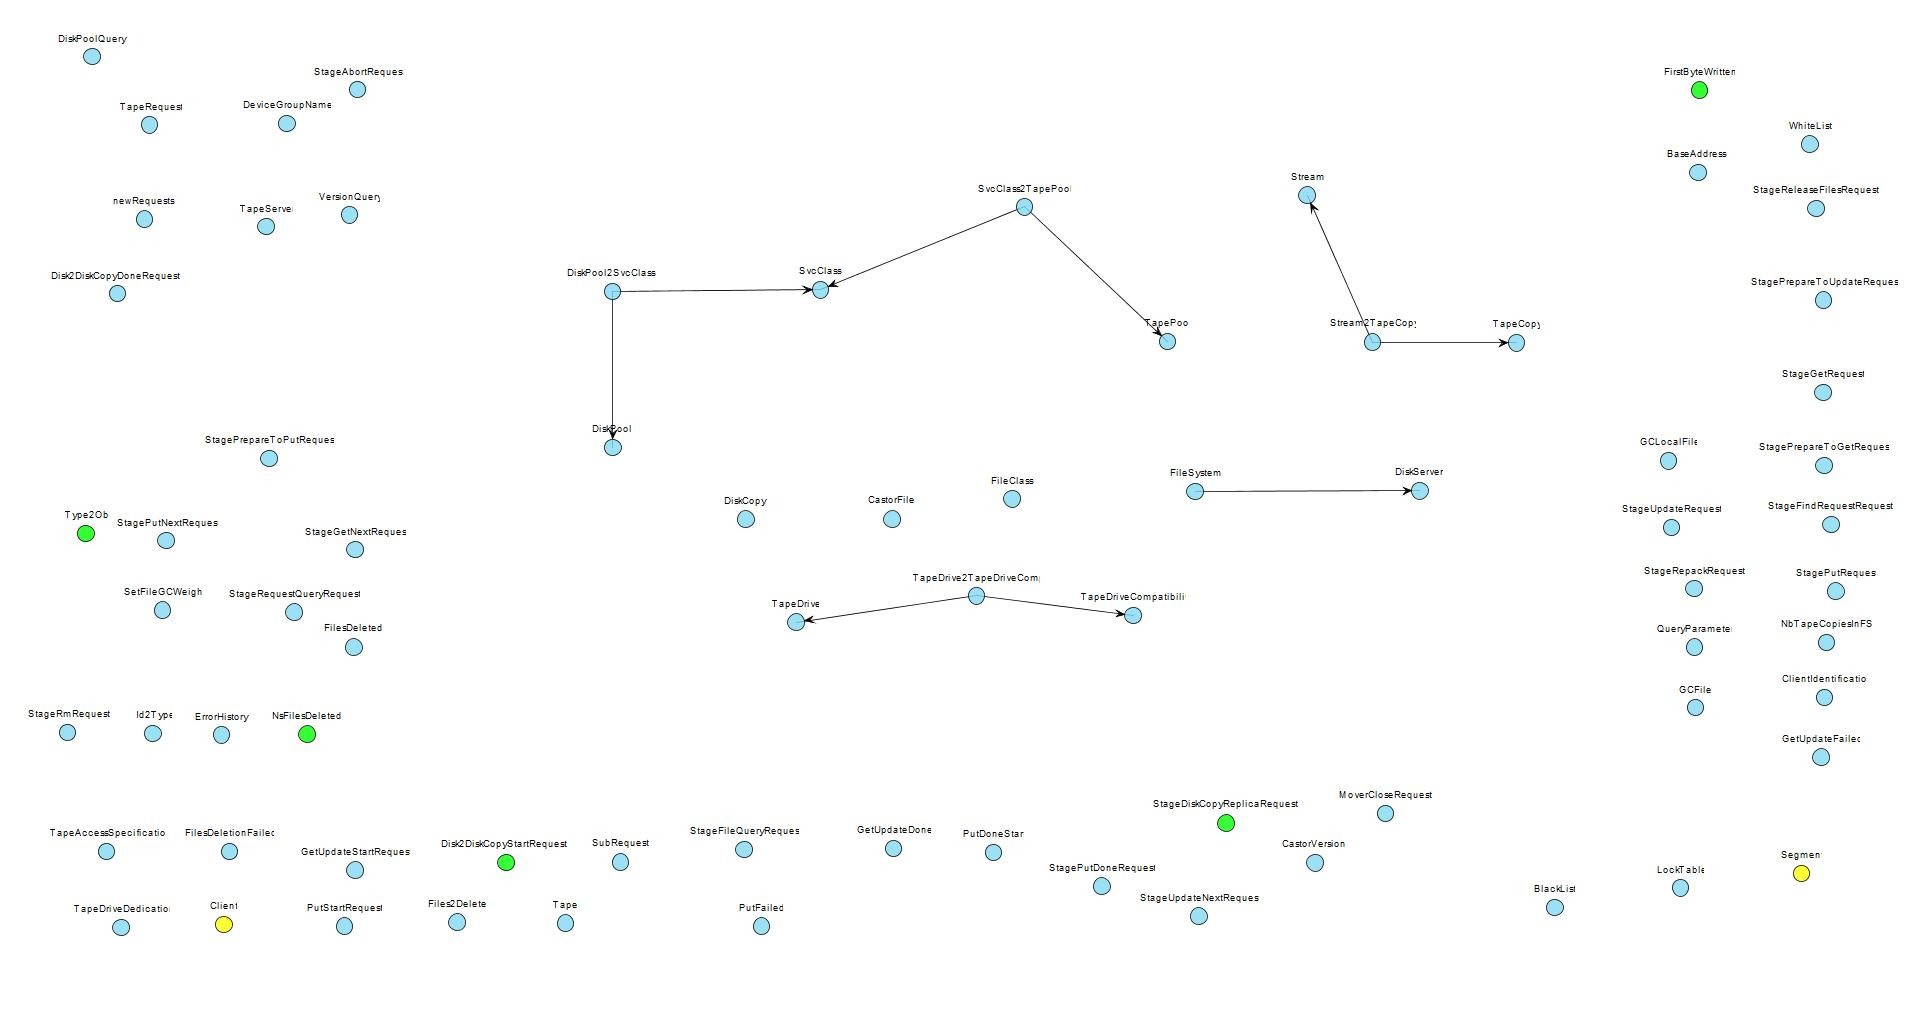 DiskPoolQuery
StageAbortReques
FirstByteWritten
TapeRequest
DeviceGroupName
WhiteList
BaseAddress
Stream
SvcClass2TapePool
StageReleaseFilesRequest
newRequests
TapeServer
VersionQuery
Disk2DiskCopyDoneRequest
DiskPool2SvcClass
SvcClass
StagePrepareToUpdateReques
TapePoo
Stream2TapeCopy
TapeCopy
StageGetRequest
DiskPool
StagePrepareToPutReques
GCLocalFile
StagePrepareToGetReques
FileSystem
DiskServer
FileClass
DiskCopy
CastorFile
StageUpdateRequest
StageFindRequestRequest
Type2Ob
StagePutNextReques
StageGetNextReques
StageRepackRequest
StagePutReques
TapeDrive2TapeDriveComp
SetFileGCWeigh
StageRequestQueryRequest
TapeDrive
TapeDriveCompatibili
FilesDeleted
QueryParameter
NbTapeCopiesInFS
ClientIdentificatio
GCFile
StageRmRequest
Id2Type
ErrorHistory
NsFilesDeleted
GetUpdateFailed
MoverCloseRequest
StageDiskCopyReplicaRequest
TapeAccessSpecificatio
FilesDeletionFailed
GetUpdateStartReques
Disk2DiskCopyStartRequest
SubRequest
StageFileQueryReques
GetUpdateDone
PutDoneStar
CastorVersion
StagePutDoneRequest
LockTable
Segment
TapeDriveDedicatio
Client
PutStartRequest
Files2Delete
Tape
PutFailed
StageUpdateNextReques
BlackList